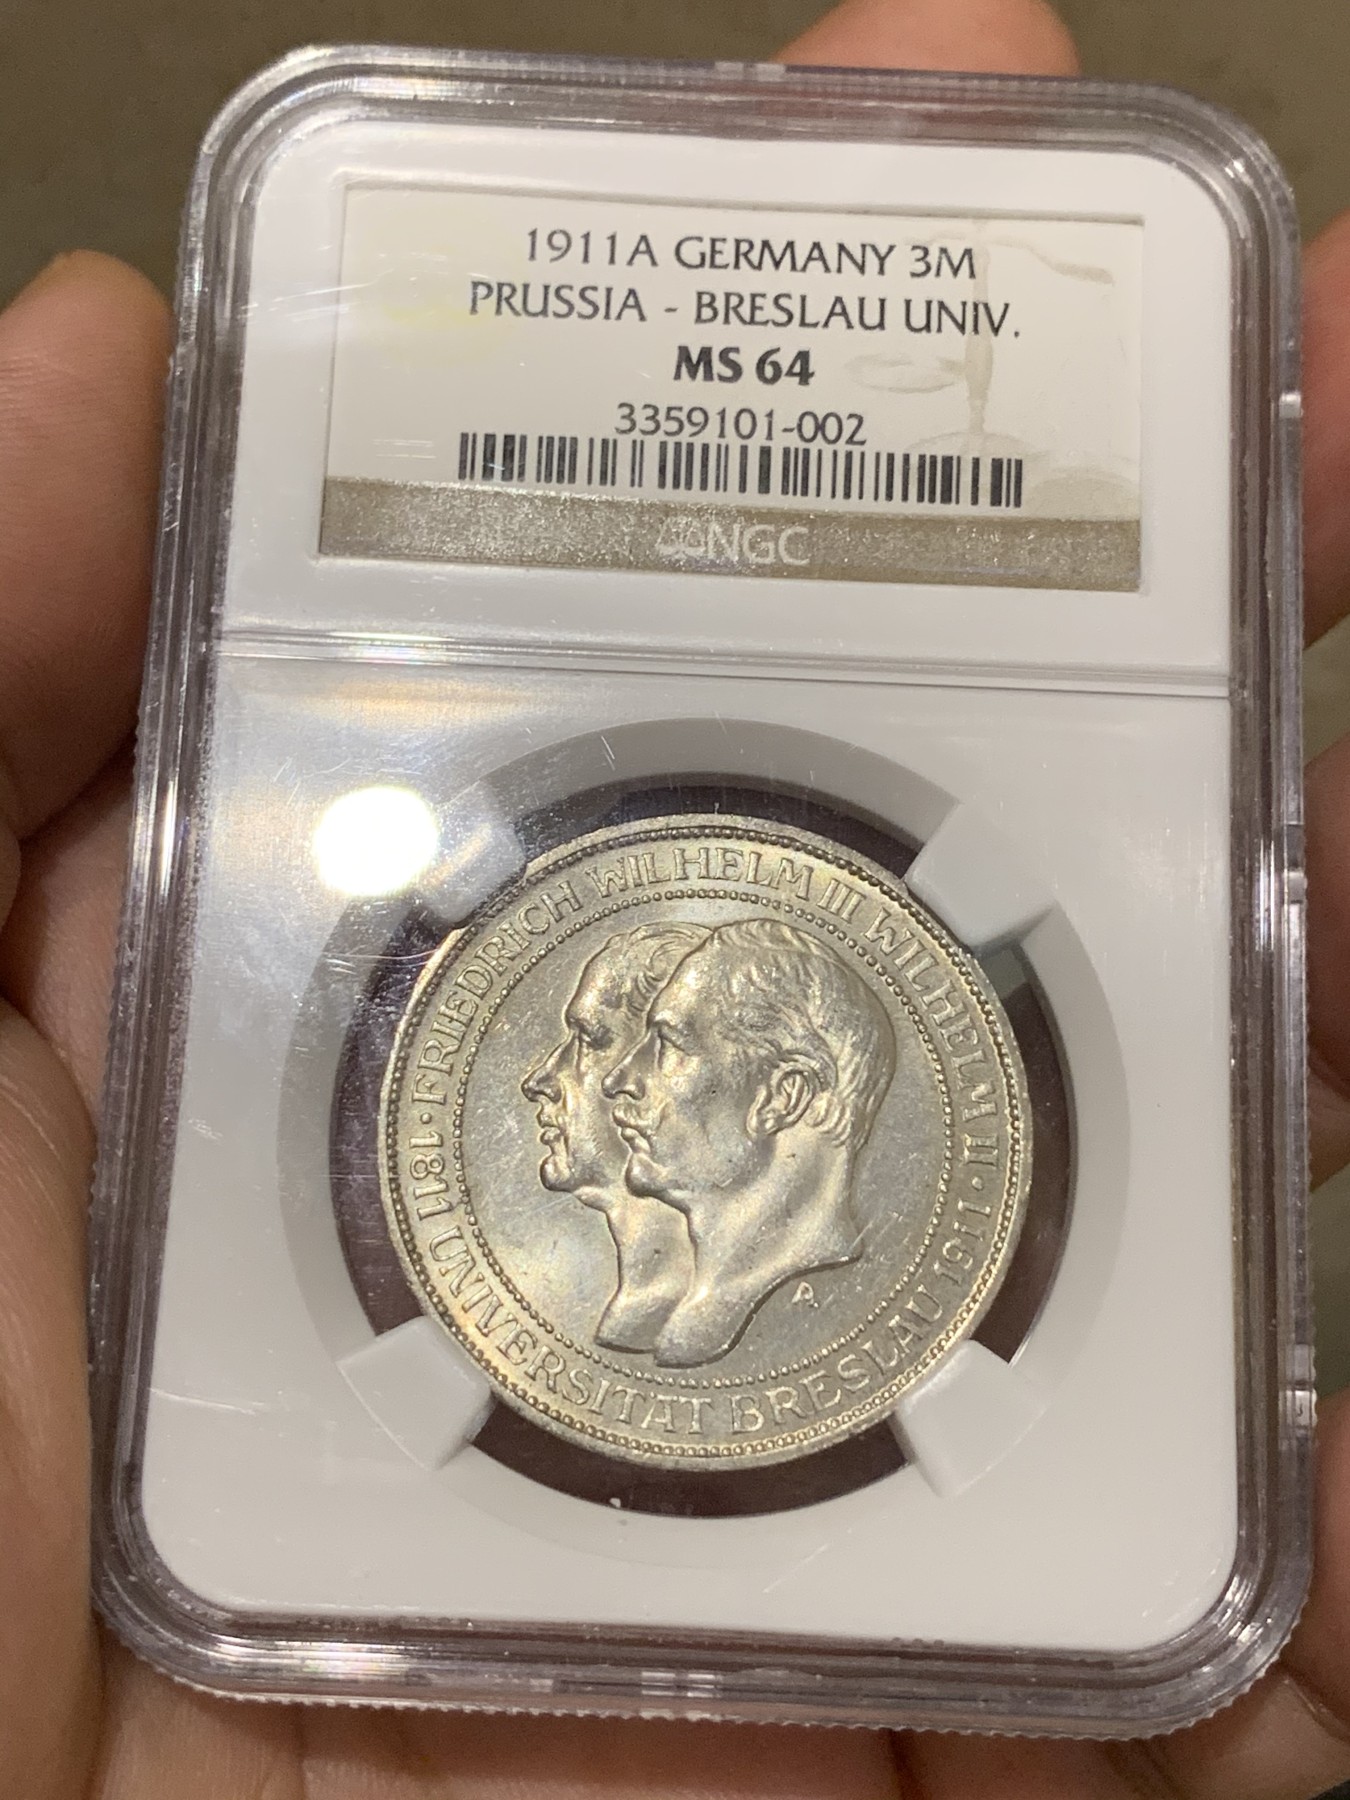 1911A GERMANY 3M
PRUSSIA - BRESLAU UNIV.
MS 64
3359101-002
NGC
· FRIEDRICH WILHELM III WILHELM II ·
1811 UNIVERSITÄT BRESLAU 1911
P.